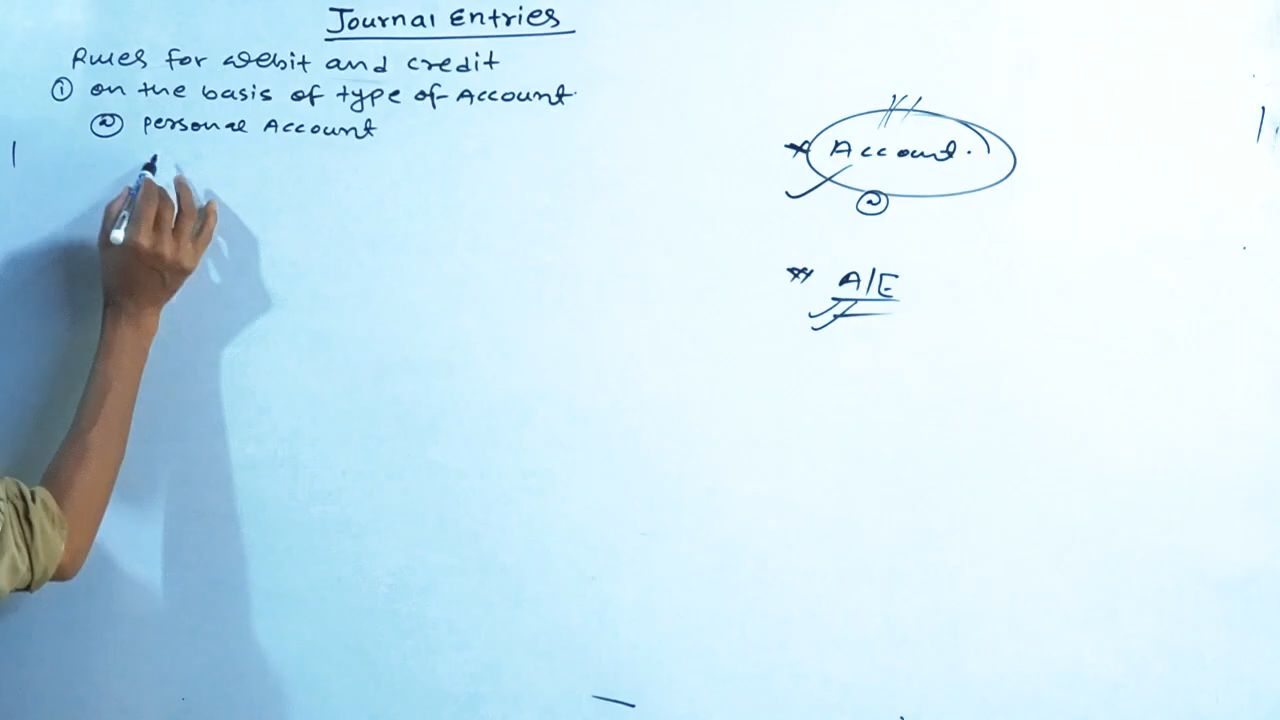 Journal Entries
Rules for Debit and credit
① on the basis of type of Account.
ⓐ personal Account
* Account.
ⓐ
** A/E